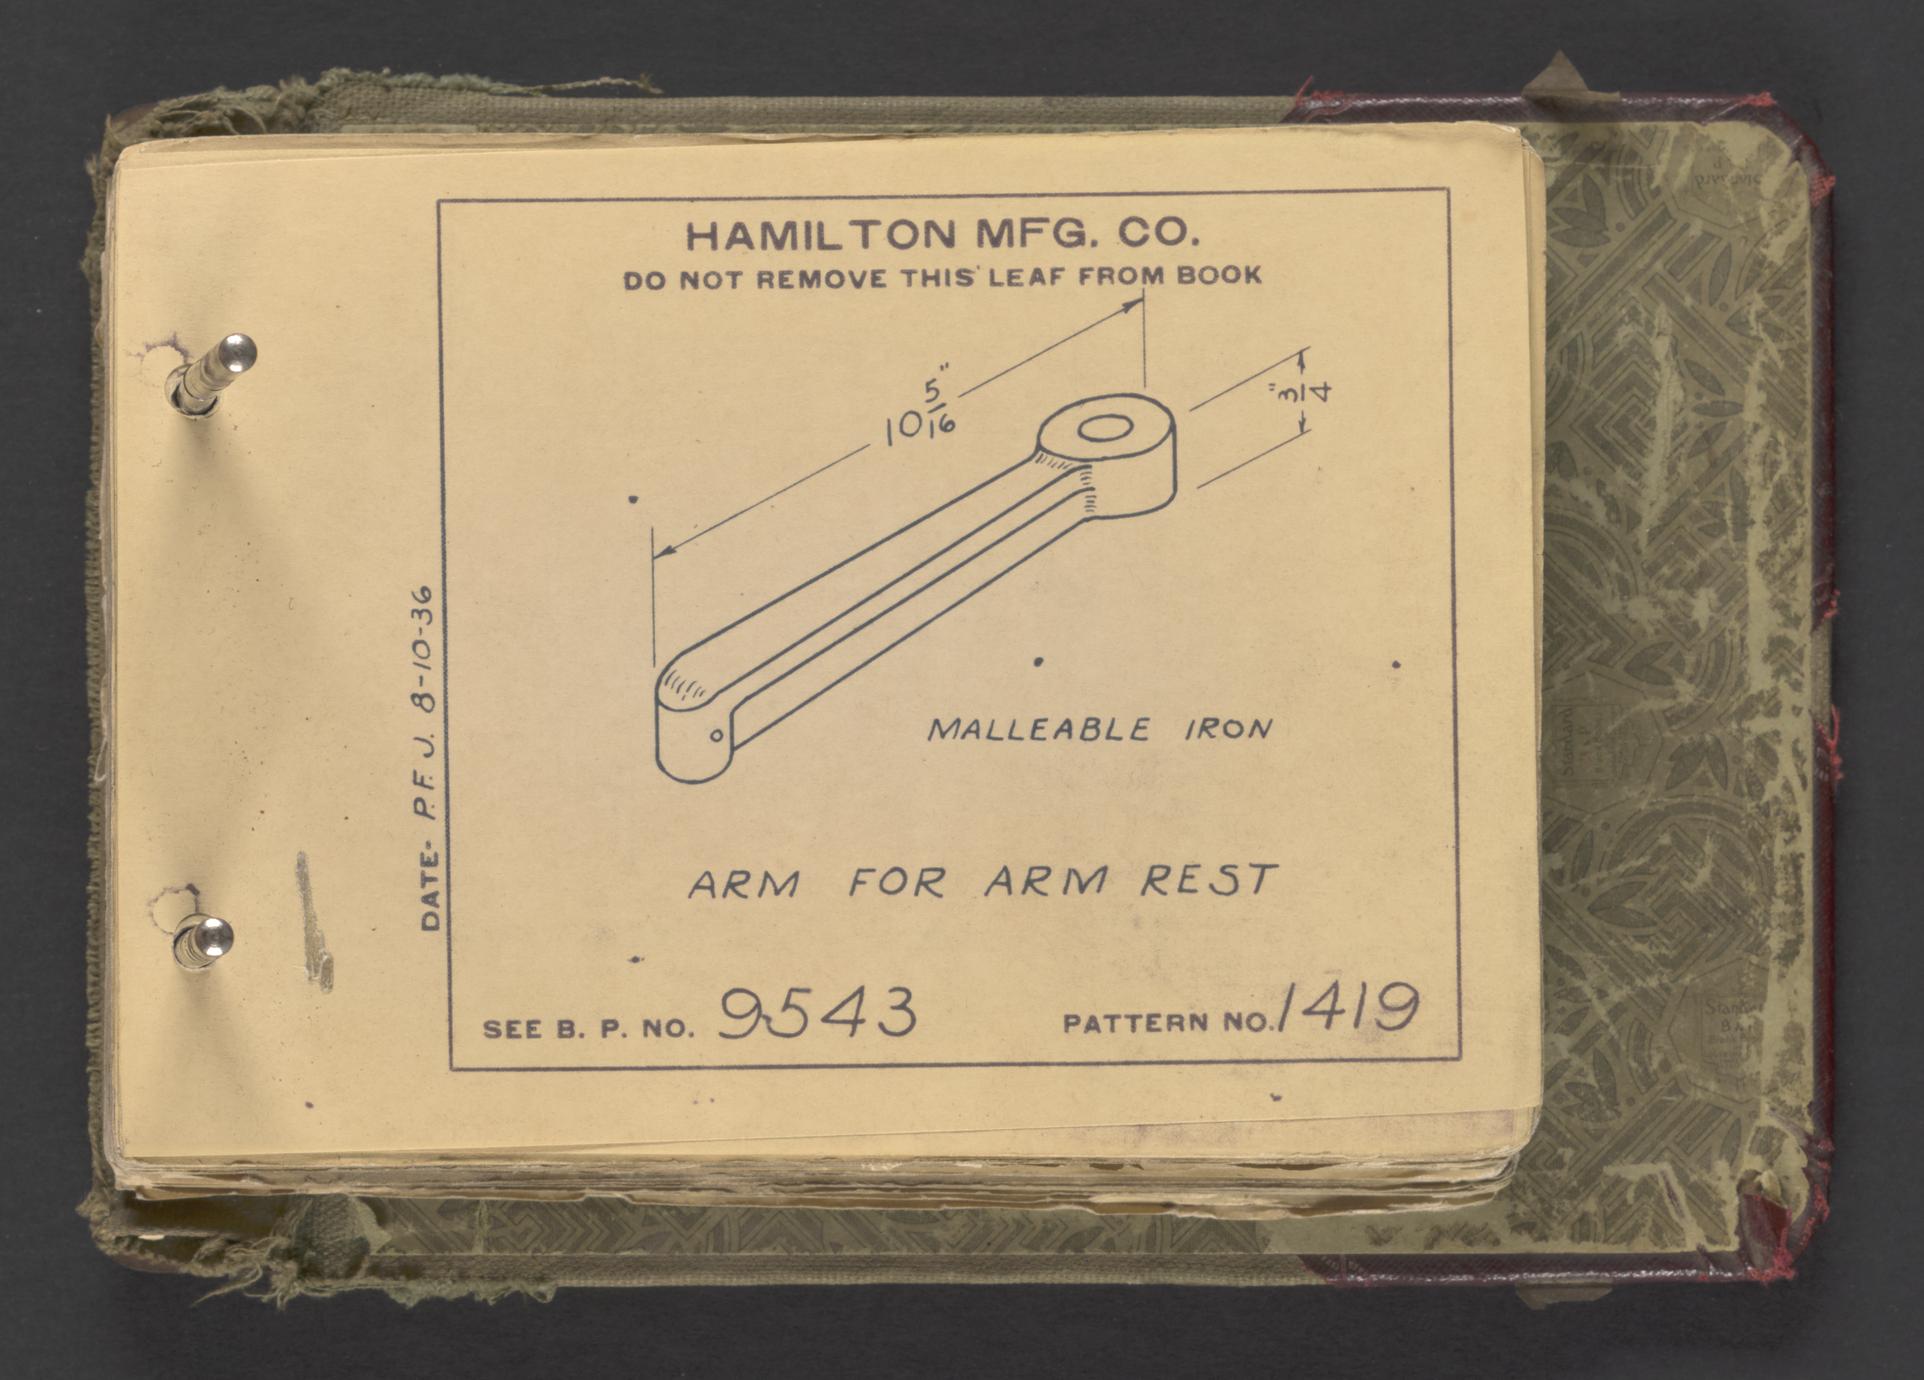 HAMILTON MFG. CO.
DO NOT REMOVE THIS LEAF FROM BOOK
10 5/16"
3/4"
MALLEABLE IRON
ARM FOR ARM REST
SEE B. P. NO. 9543
PATTERN NO. 1419
DATE- P.F.J. 8-10-36